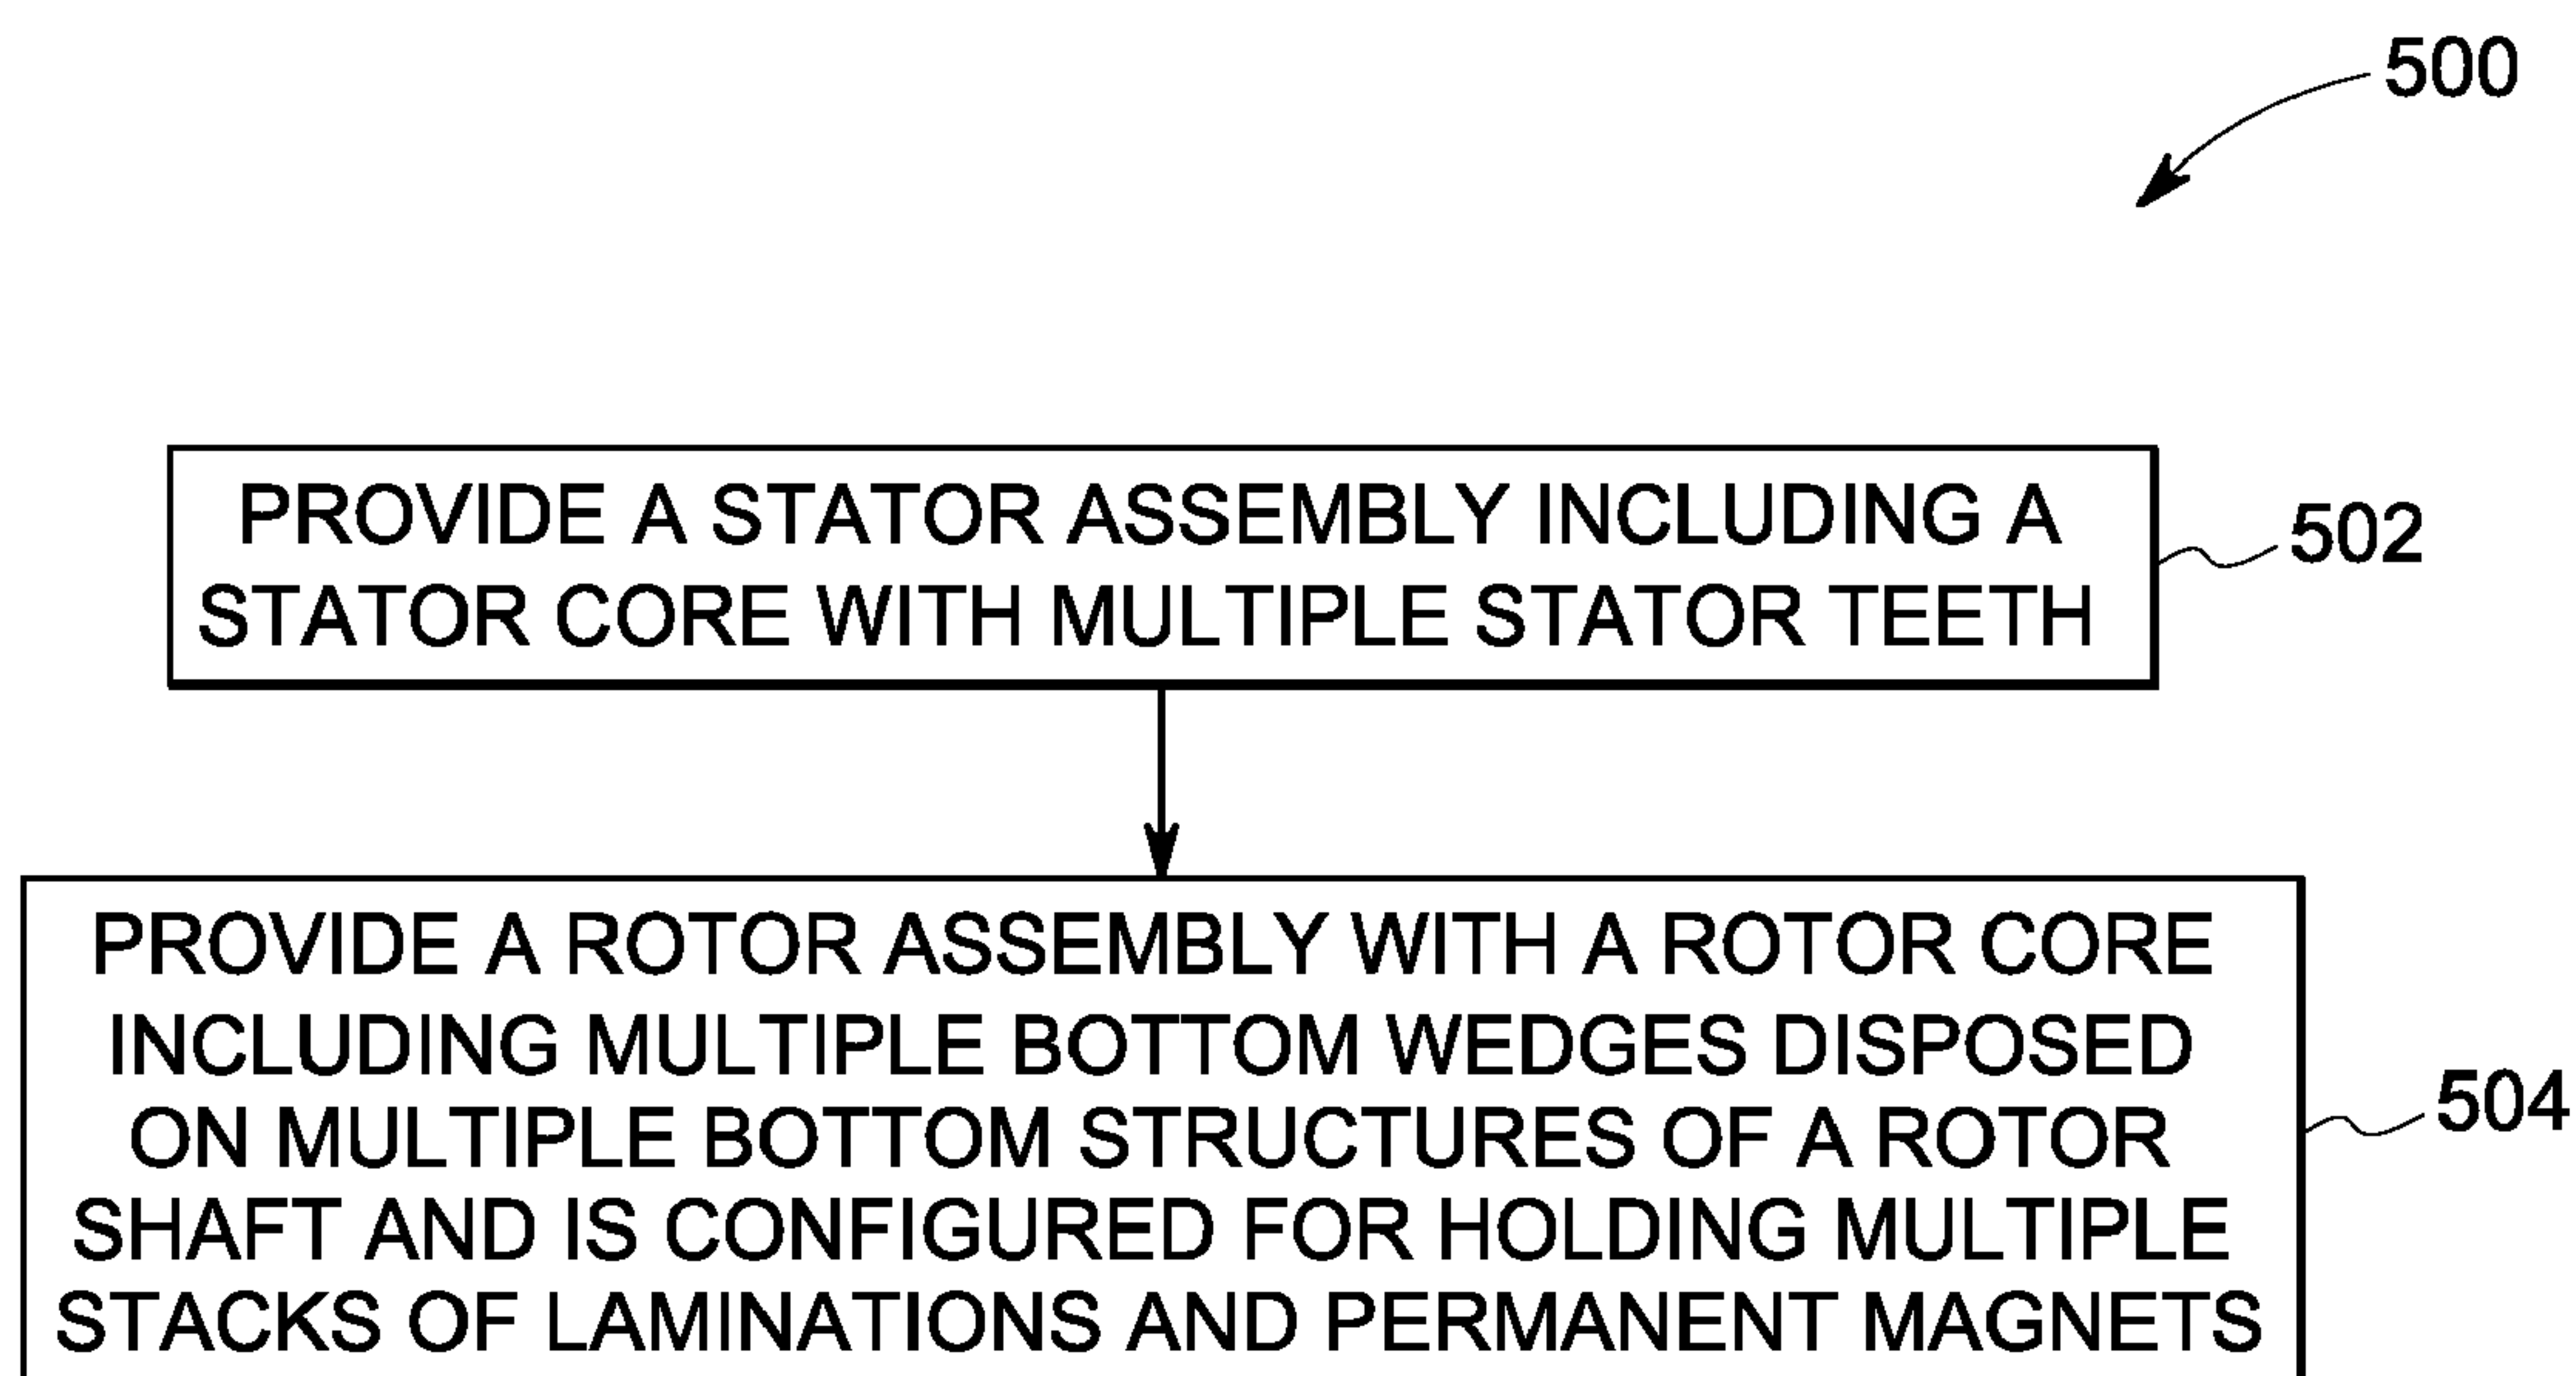 500
PROVIDE A STATOR ASSEMBLY INCLUDING A
STATOR CORE WITH MULTIPLE STATOR TEETH
502
PROVIDE A ROTOR ASSEMBLY WITH A ROTOR CORE
INCLUDING MULTIPLE BOTTOM WEDGES DISPOSED
ON MULTIPLE BOTTOM STRUCTURES OF A ROTOR
SHAFT AND IS CONFIGURED FOR HOLDING MULTIPLE
STACKS OF LAMINATIONS AND PERMANENT MAGNETS
504